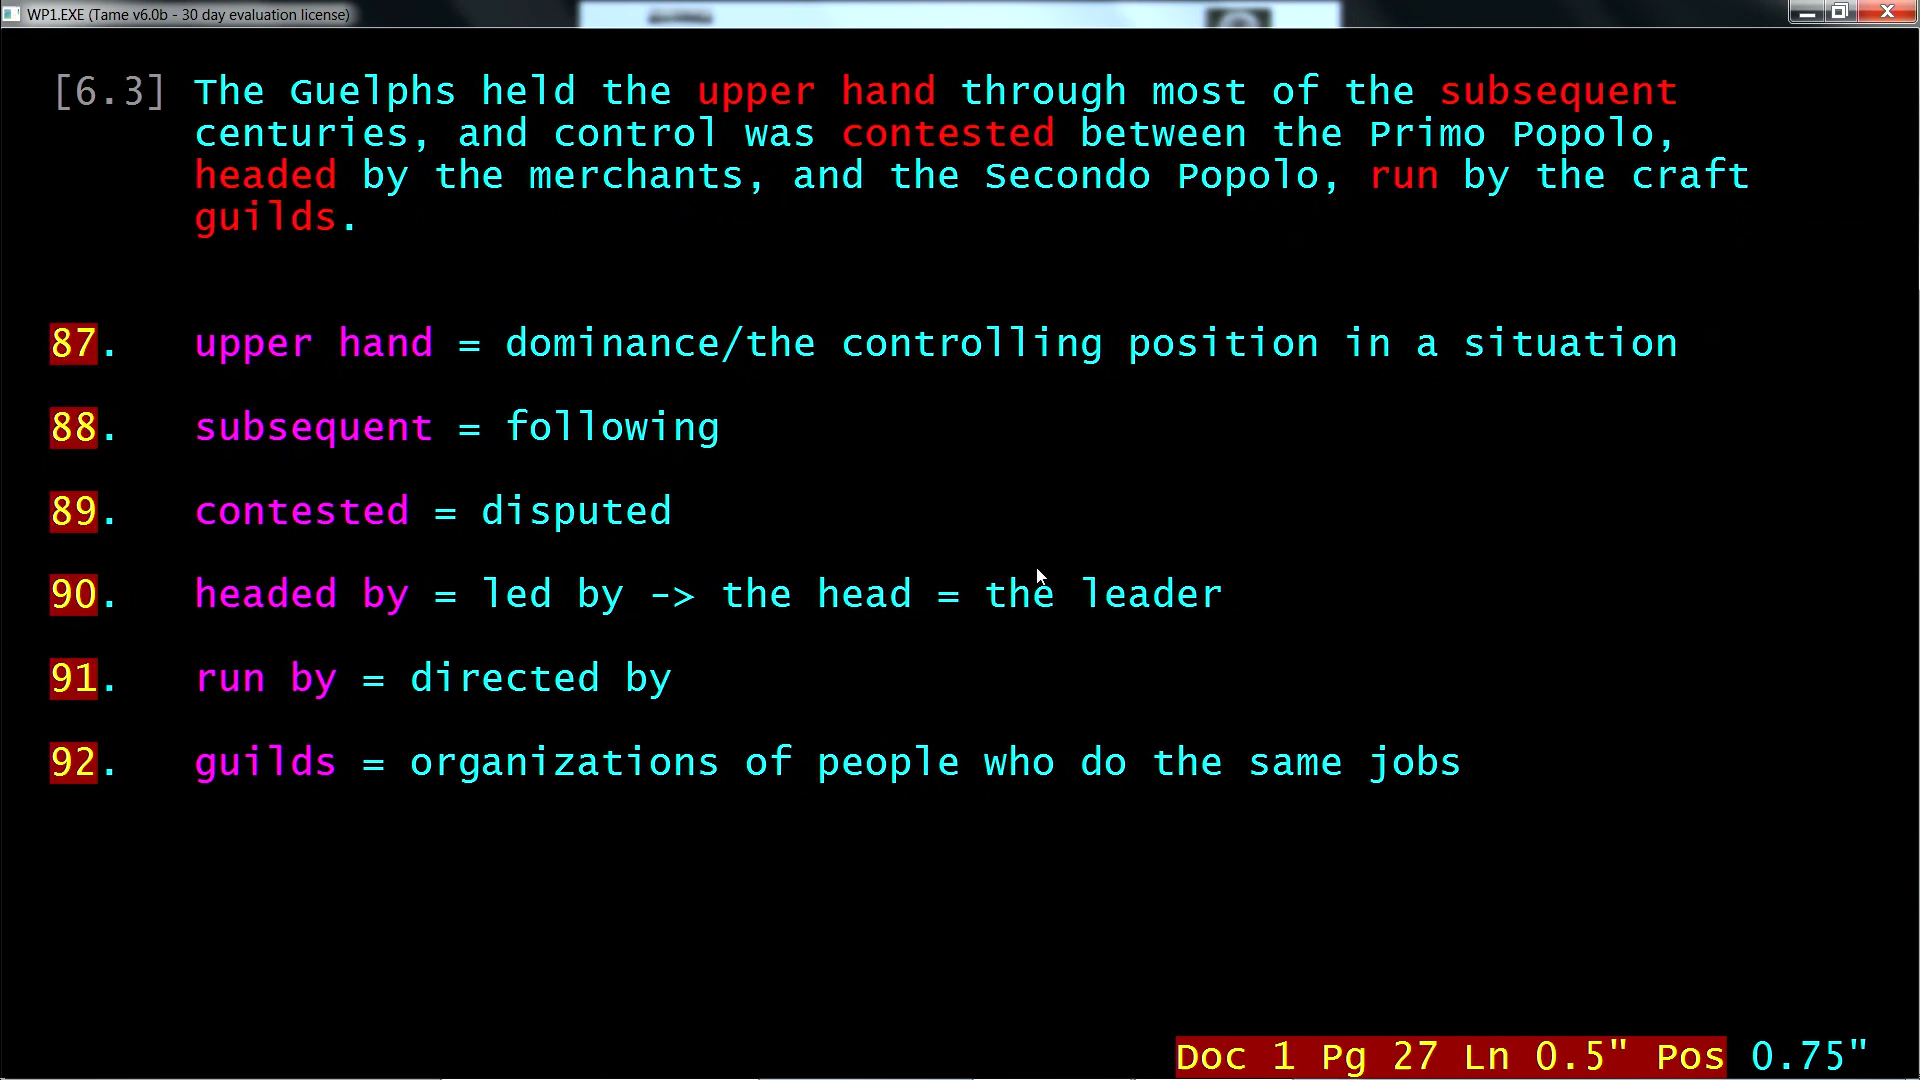 WP1.EXE (Tame v6.0b - 30 day evaluation license)
[6.3] The Guelphs held the upper hand through most of the subsequent
centuries, and control was contested between the Primo Popolo,
headed by the merchants, and the Secondo Popolo, run by the craft
guilds.
87. upper hand = dominance/the controlling position in a situation
88. subsequent = following
89. contested = disputed
90. headed by = led by -> the head = the leader
91. run by = directed by
92. guilds = organizations of people who do the same jobs
Doc 1 Pg 27 Ln 0.5" Pos 0.75"